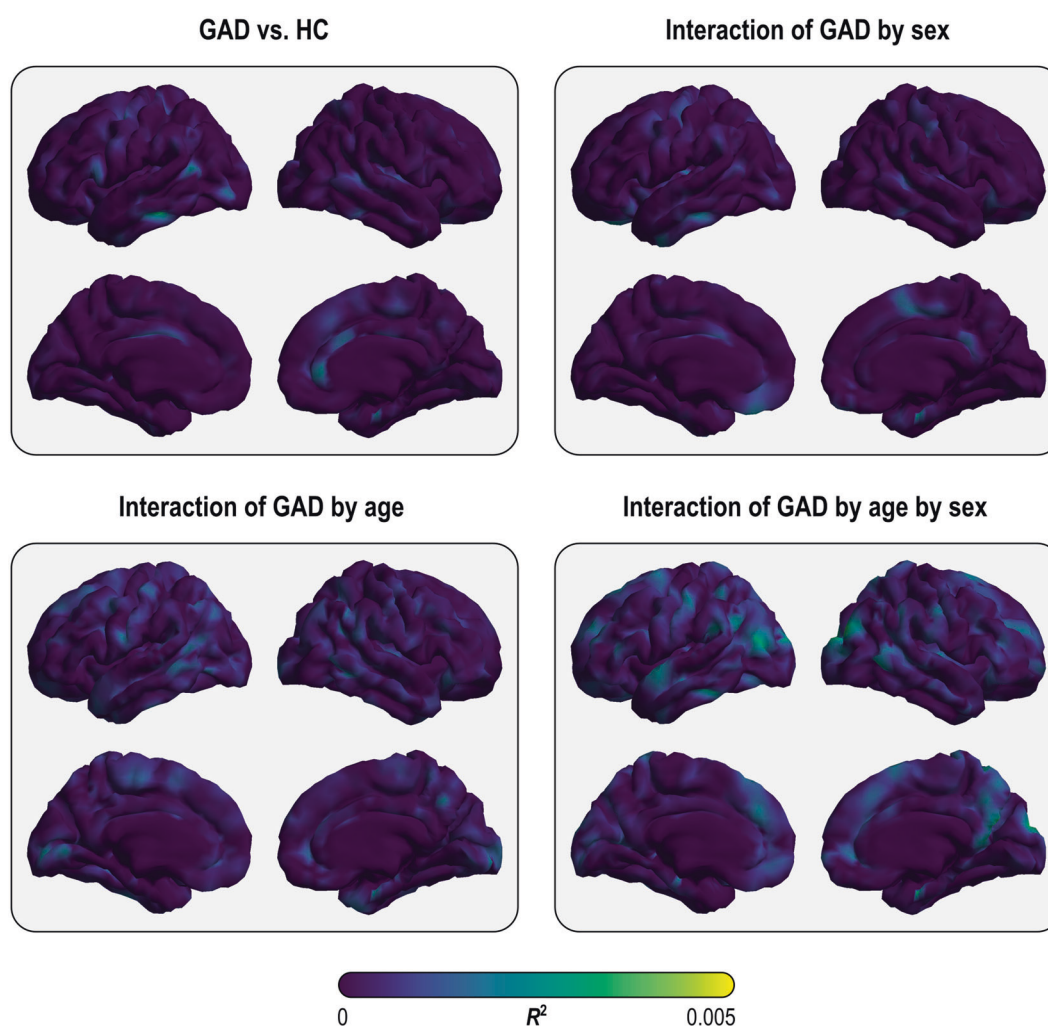 GAD vs. HC
Interaction of GAD by sex
Interaction of GAD by age
Interaction of GAD by age by sex
0 R² 0.005